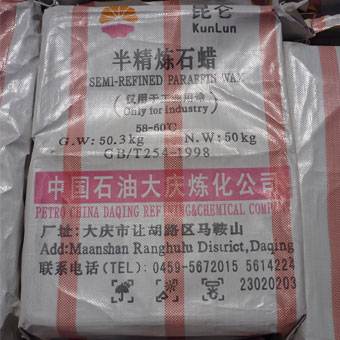 昆仑
KunLun
半精炼石蜡
SEMI-REFINED PARAFFIN WAX
(仅用于工业用途)
(Only for Industry)
58-60℃
G.W: 50.3kg N.W: 50kg
GB/T254-1998
中国石油大庆炼化公司
PETRO CHINA DAQING REFINING&CHEMICAL COMPANY
厂址: 大庆市让胡路区马鞍山
Add: Maanshan Ranghulu District, Daqing
联系电话 (TEL): 0459-5672015 5614224
23020203